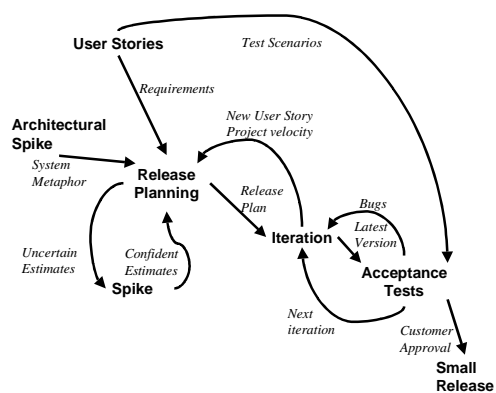 User Stories
Test Scenarios
Requirements
New User Story
Project velocity
Architectural
Spike
System
Metaphor
Release
Planning
Release
Plan
Bugs
Iteration
Latest
Version
Uncertain
Estimates
Confident
Estimates
Spike
Acceptance
Tests
Next
iteration
Customer
Approval
Small
Release